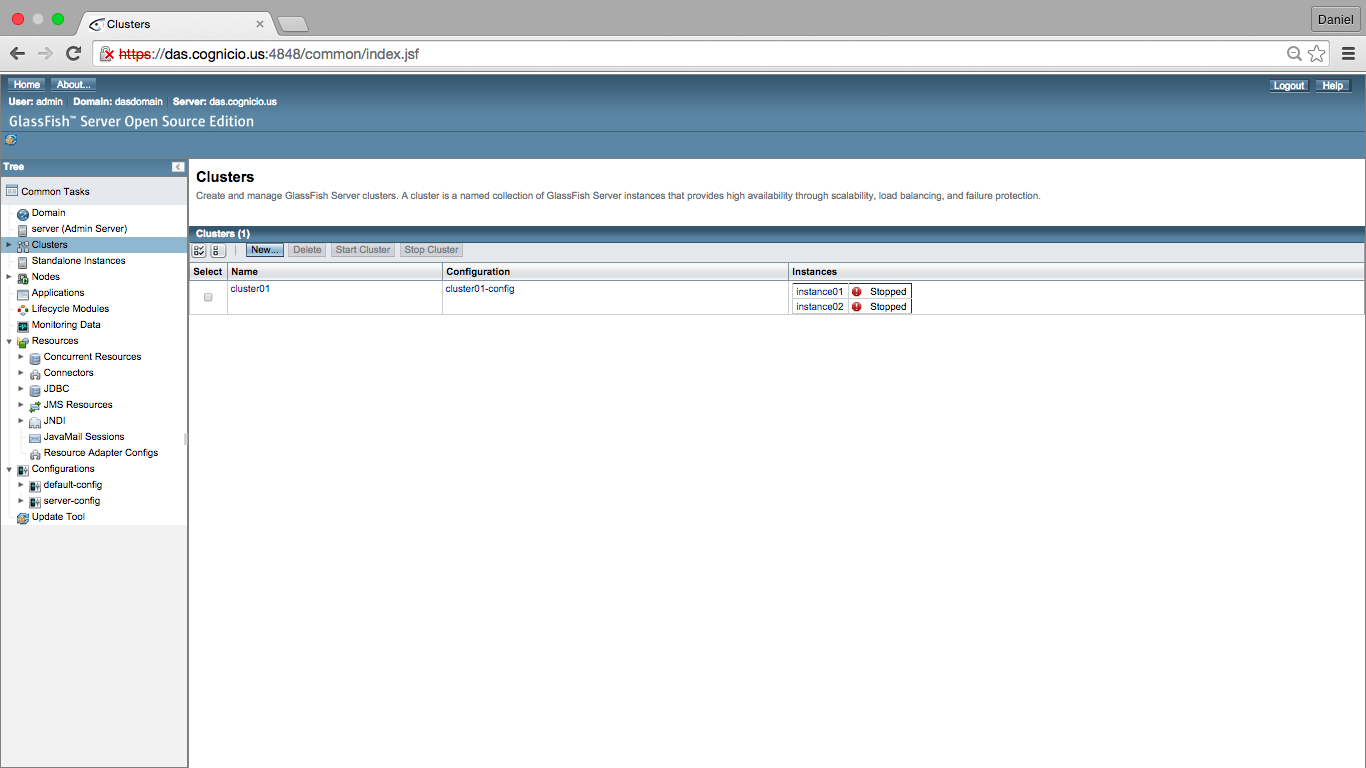 Clusters
Daniel
https://das.cognicio.us:4848/common/index.jsf
Home About...
Logout Help
User: admin Domain: dasdomain Server: das.cognicio.us
GlassFish™ Server Open Source Edition
Tree
Common Tasks
Domain
server (Admin Server)
Clusters
Standalone Instances
Nodes
Applications
Lifecycle Modules
Monitoring Data
Resources
Concurrent Resources
Connectors
JDBC
JMS Resources
JNDI
JavaMail Sessions
Resource Adapter Configs
Configurations
default-config
server-config
Update Tool
Clusters
Create and manage GlassFish Server clusters. A cluster is a named collection of GlassFish Server instances that provides high availability through scalability, load balancing, and failure protection.
Clusters (1)
New... Delete Start Cluster Stop Cluster
Select Name Configuration Instances
cluster01 cluster01-config instance01 Stopped
instance02 Stopped